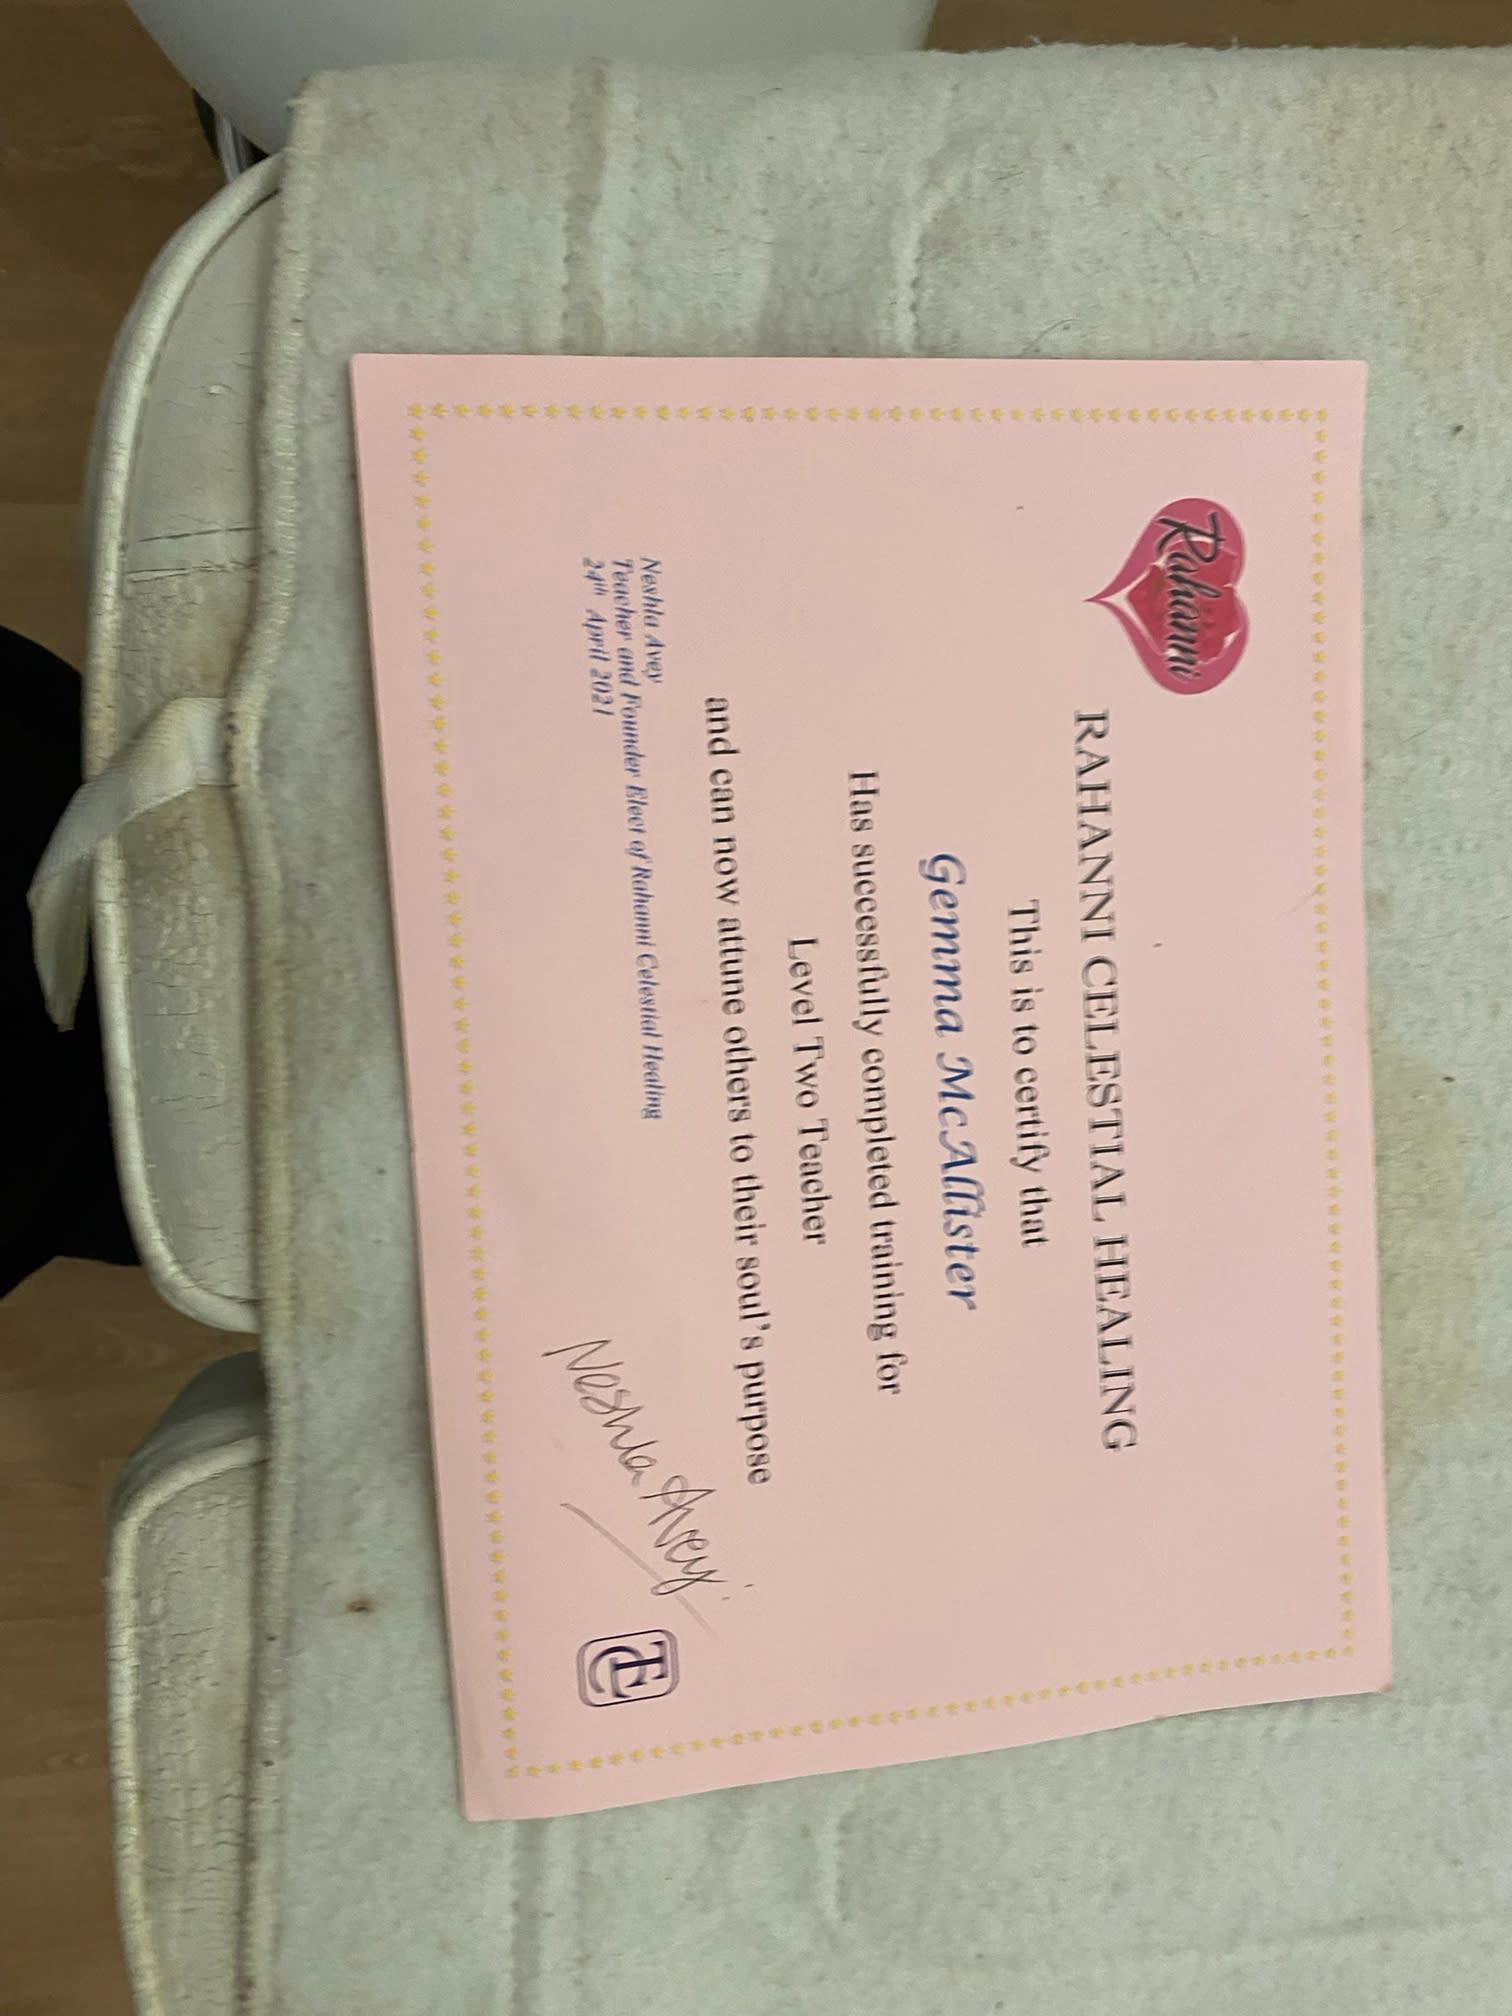 Rahanni
RAHANNI CELESTIAL HEALING
This is to certify that
Gemma McAllister
Has successfully completed training for
Level Two Teacher
and can now attune others to their soul's purpose
Neshla Avey
Teacher and Founder Elect of Rahanni Celestial Healing
24th April 2021
Neshla Avey
TC